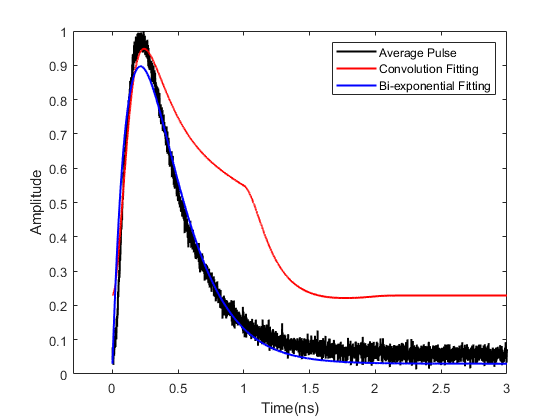 1
0.9
0.8
0.7
0.6
0.5
0.4
0.3
0.2
0.1
0
Amplitude
Average Pulse
Convolution Fitting
Bi-exponential Fitting
0 0.5 1 1.5 2 2.5 3
Time(ns)